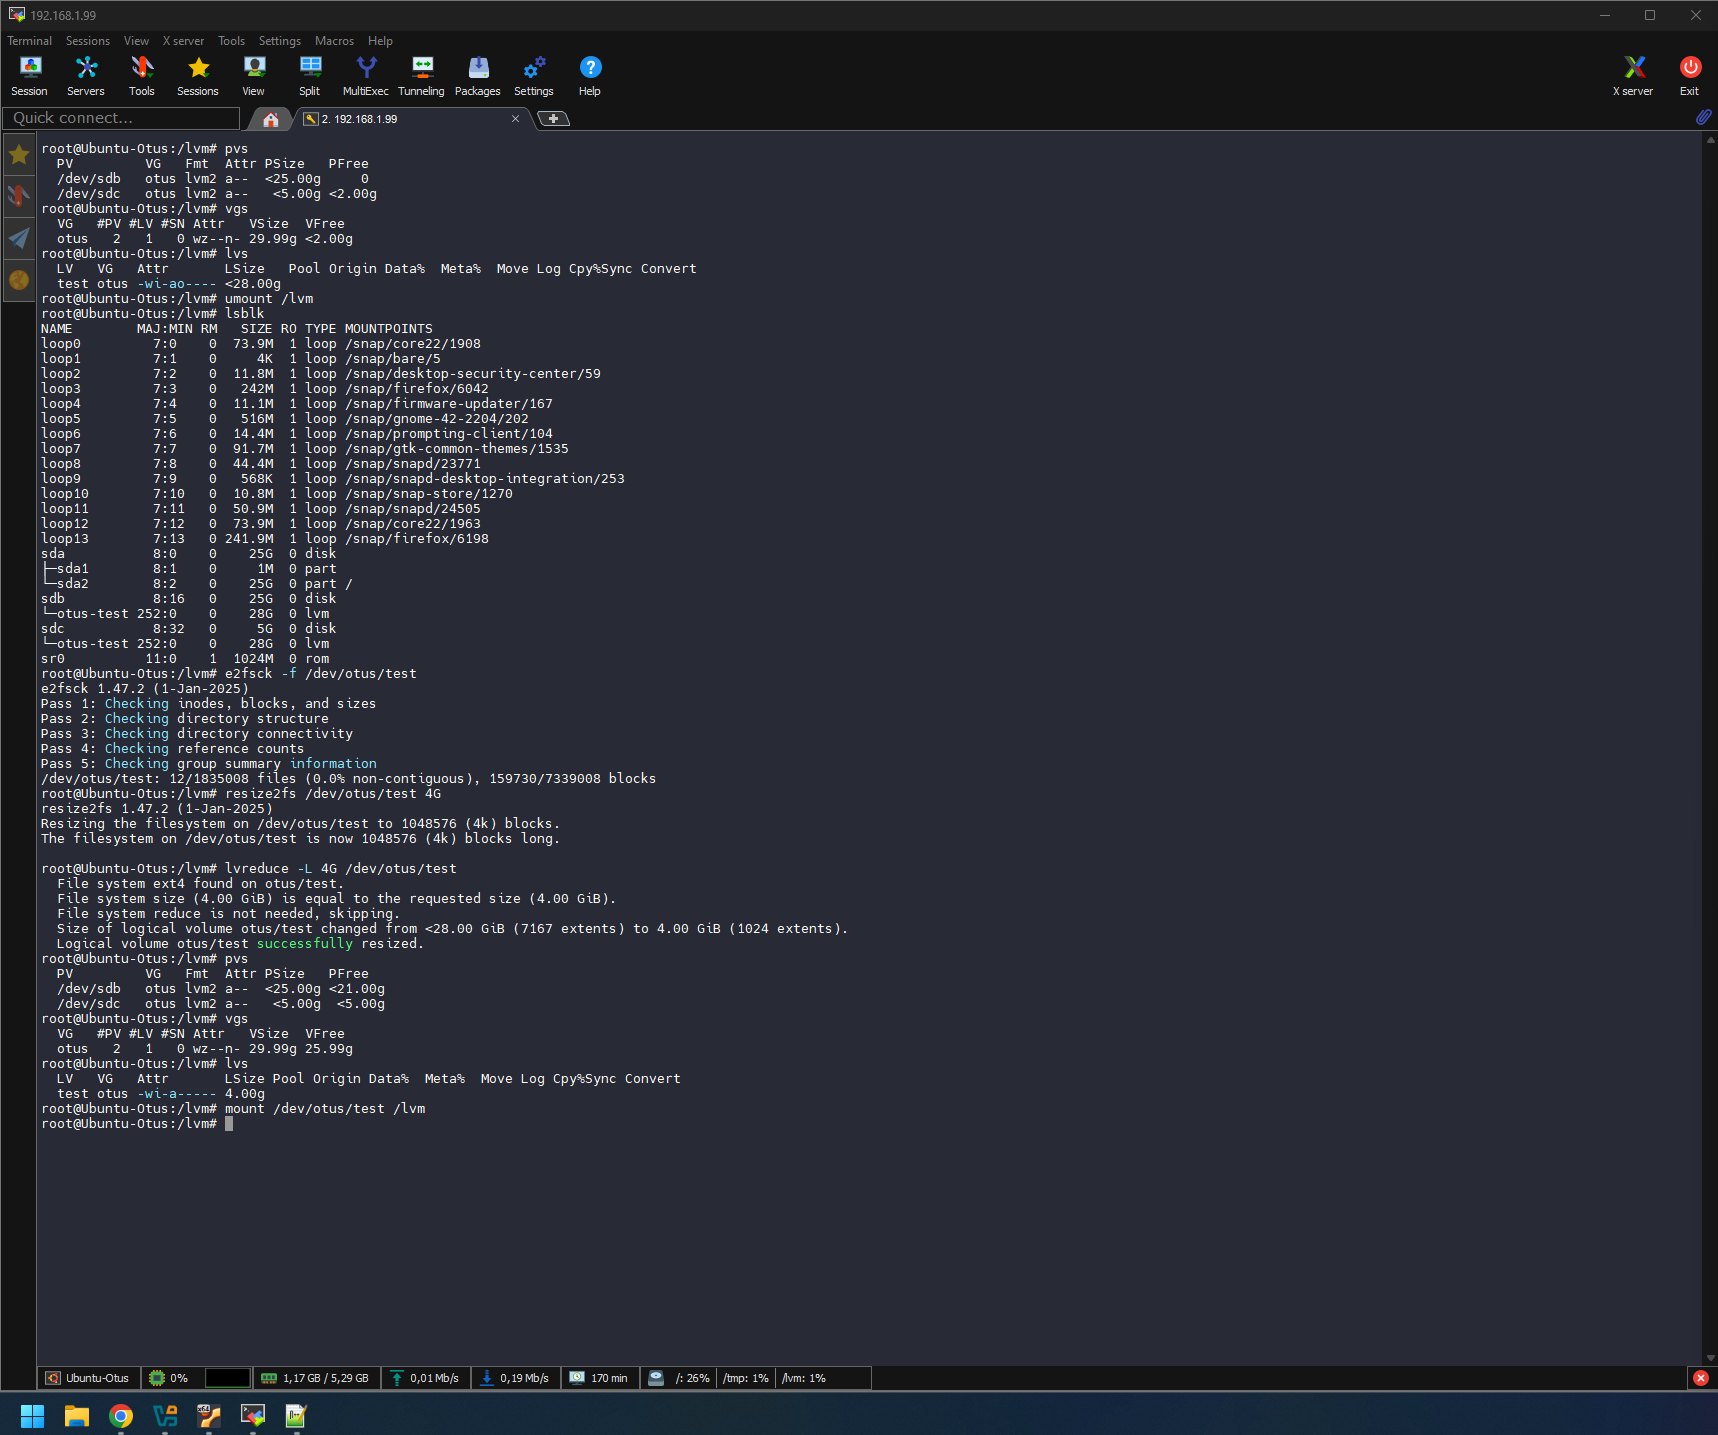 192.168.1.99
Terminal Sessions View X server Tools Settings Macros Help
Session Servers Tools Sessions View Split MultiExec Tunneling Packages Settings Help X server Exit
Quick connect... 2. 192.168.1.99
root@Ubuntu-Otus:/lvm# pvs
  PV         VG   Fmt  Attr PSize   PFree
  /dev/sdb   otus lvm2 a--  <25.00g     0
  /dev/sdc   otus lvm2 a--   <5.00g <2.00g
root@Ubuntu-Otus:/lvm# vgs
  VG   #PV #LV #SN Attr   VSize  VFree
  otus   2   1   0 wz--n- 29.99g <2.00g
root@Ubuntu-Otus:/lvm# lvs
  LV   VG   Attr       LSize   Pool Origin Data%  Meta%  Move Log Cpy%Sync Convert
  test otus -wi-ao---- <28.00g
root@Ubuntu-Otus:/lvm# umount /lvm
root@Ubuntu-Otus:/lvm# lsblk
NAME        MAJ:MIN RM   SIZE RO TYPE MOUNTPOINTS
loop0         7:0    0  73.9M  1 loop /snap/core22/1908
loop1         7:1    0     4K  1 loop /snap/bare/5
loop2         7:2    0  11.8M  1 loop /snap/desktop-security-center/59
loop3         7:3    0   242M  1 loop /snap/firefox/6042
loop4         7:4    0  11.1M  1 loop /snap/firmware-updater/167
loop5         7:5    0   516M  1 loop /snap/gnome-42-2204/202
loop6         7:6    0  14.4M  1 loop /snap/prompting-client/104
loop7         7:7    0  91.7M  1 loop /snap/gtk-common-themes/1535
loop8         7:8    0  44.4M  1 loop /snap/snapd/23771
loop9         7:9    0   568K  1 loop /snap/snapd-desktop-integration/253
loop10        7:10   0  10.8M  1 loop /snap/snap-store/1270
loop11        7:11   0  50.9M  1 loop /snap/snapd/24505
loop12        7:12   0  73.9M  1 loop /snap/core22/1963
loop13        7:13   0 241.9M  1 loop /snap/firefox/6198
sda           8:0    0    25G  0 disk
├─sda1        8:1    0     1M  0 part
└─sda2        8:2    0    25G  0 part /
sdb           8:16   0    25G  0 disk
└─otus-test 252:0    0    28G  0 lvm
sdc           8:32   0     5G  0 disk
└─otus-test 252:0    0    28G  0 lvm
sr0          11:0    1  1024M  0 rom
root@Ubuntu-Otus:/lvm# e2fsck -f /dev/otus/test
e2fsck 1.47.2 (1-Jan-2025)
Pass 1: Checking inodes, blocks, and sizes
Pass 2: Checking directory structure
Pass 3: Checking directory connectivity
Pass 4: Checking reference counts
Pass 5: Checking group summary information
/dev/otus/test: 12/1835008 files (0.0% non-contiguous), 159730/7339008 blocks
root@Ubuntu-Otus:/lvm# resize2fs /dev/otus/test 4G
resize2fs 1.47.2 (1-Jan-2025)
Resizing the filesystem on /dev/otus/test to 1048576 (4k) blocks.
The filesystem on /dev/otus/test is now 1048576 (4k) blocks long.
root@Ubuntu-Otus:/lvm# lvreduce -L 4G /dev/otus/test
  File system ext4 found on otus/test.
  File system size (4.00 GiB) is equal to the requested size (4.00 GiB).
  File system reduce is not needed, skipping.
  Size of logical volume otus/test changed from <28.00 GiB (7167 extents) to 4.00 GiB (1024 extents).
  Logical volume otus/test successfully resized.
root@Ubuntu-Otus:/lvm# pvs
  PV         VG   Fmt  Attr PSize   PFree
  /dev/sdb   otus lvm2 a--  <25.00g <21.00g
  /dev/sdc   otus lvm2 a--   <5.00g  <5.00g
root@Ubuntu-Otus:/lvm# vgs
  VG   #PV #LV #SN Attr   VSize  VFree
  otus   2   1   0 wz--n- 29.99g 25.99g
root@Ubuntu-Otus:/lvm# lvs
  LV   VG   Attr       LSize Pool Origin Data%  Meta%  Move Log Cpy%Sync Convert
  test otus -wi-a----- 4.00g
root@Ubuntu-Otus:/lvm# mount /dev/otus/test /lvm
root@Ubuntu-Otus:/lvm#
Ubuntu-Otus 0% 1,17 GB / 5,29 GB 0,01 Mb/s 0,19 Mb/s 170 min /: 26% /tmp: 1% /lvm: 1%
x64